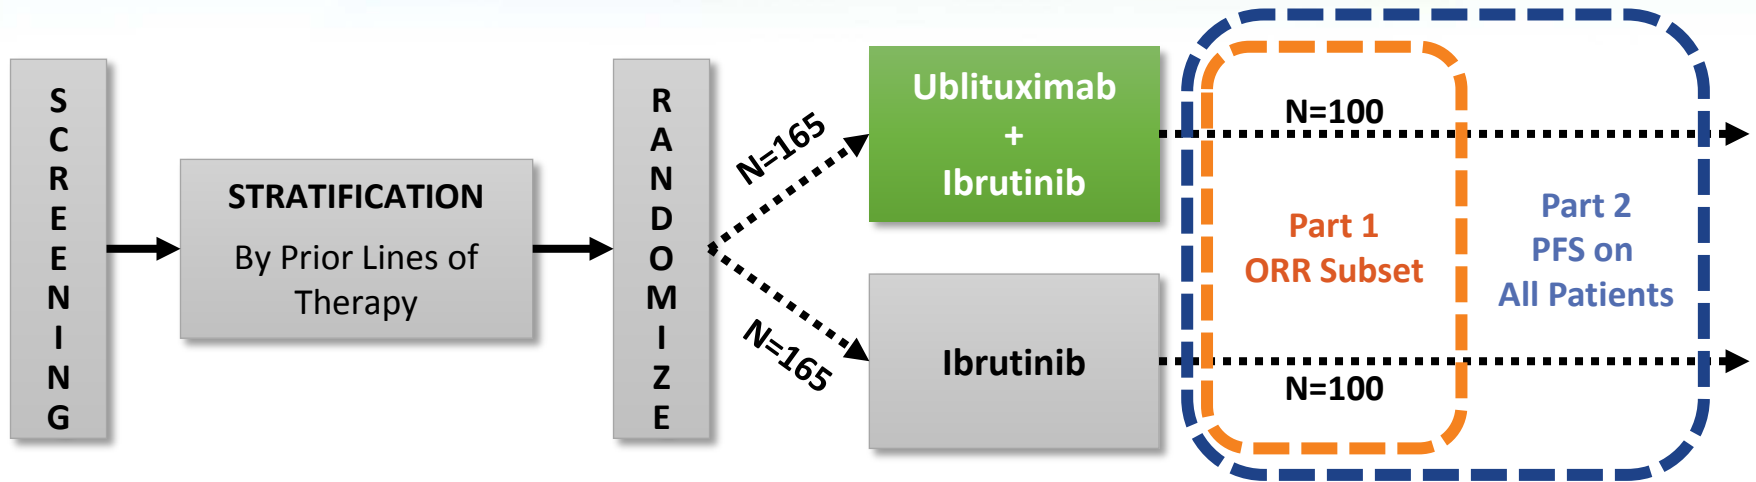 SCREENING
STRATIFICATION
By Prior Lines of
Therapy
RANDOMIZE
N=165
N=165
Ublituximab
+
Ibrutinib
Ibrutinib
N=100
Part 1
ORR Subset
N=100
Part 2
PFS on
All Patients